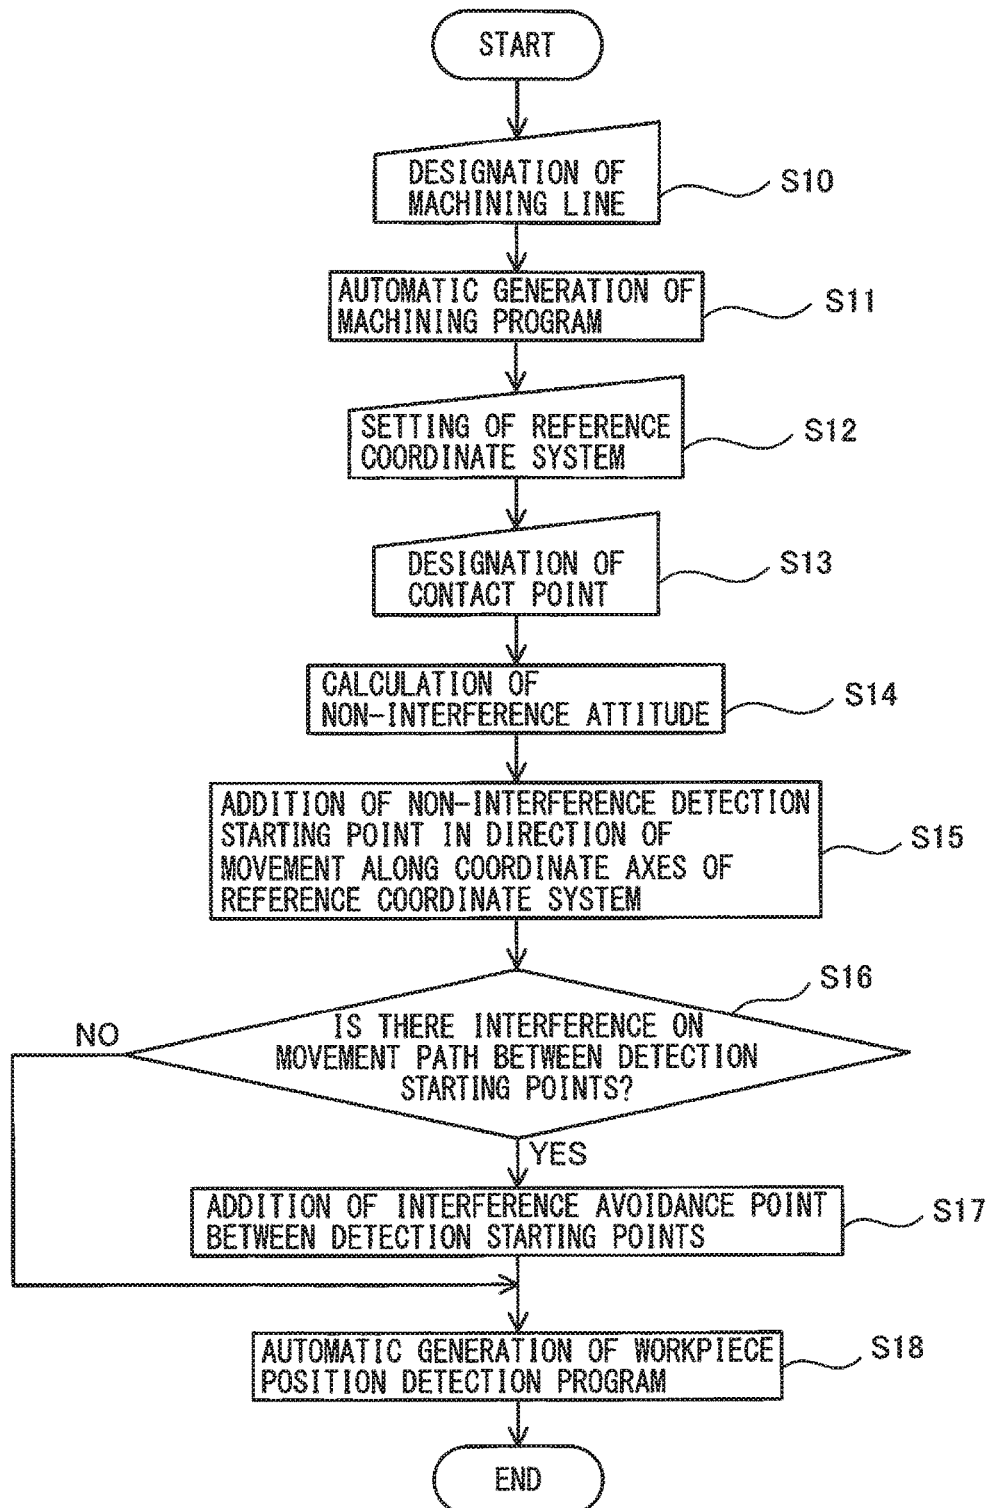 START
DESIGNATION OF
MACHINING LINE
S10
AUTOMATIC GENERATION OF
MACHINING PROGRAM
S11
SETTING OF REFERENCE
COORDINATE SYSTEM
S12
DESIGNATION OF
CONTACT POINT
S13
CALCULATION OF
NON-INTERFERENCE ATTITUDE
S14
ADDITION OF NON-INTERFERENCE DETECTION
STARTING POINT IN DIRECTION OF
MOVEMENT ALONG COORDINATE AXES OF
REFERENCE COORDINATE SYSTEM
S15
S16
NO
IS THERE INTERFERENCE ON
MOVEMENT PATH BETWEEN DETECTION
STARTING POINTS?
YES
ADDITION OF INTERFERENCE AVOIDANCE POINT
BETWEEN DETECTION STARTING POINTS
S17
AUTOMATIC GENERATION OF WORKPIECE
POSITION DETECTION PROGRAM
S18
END